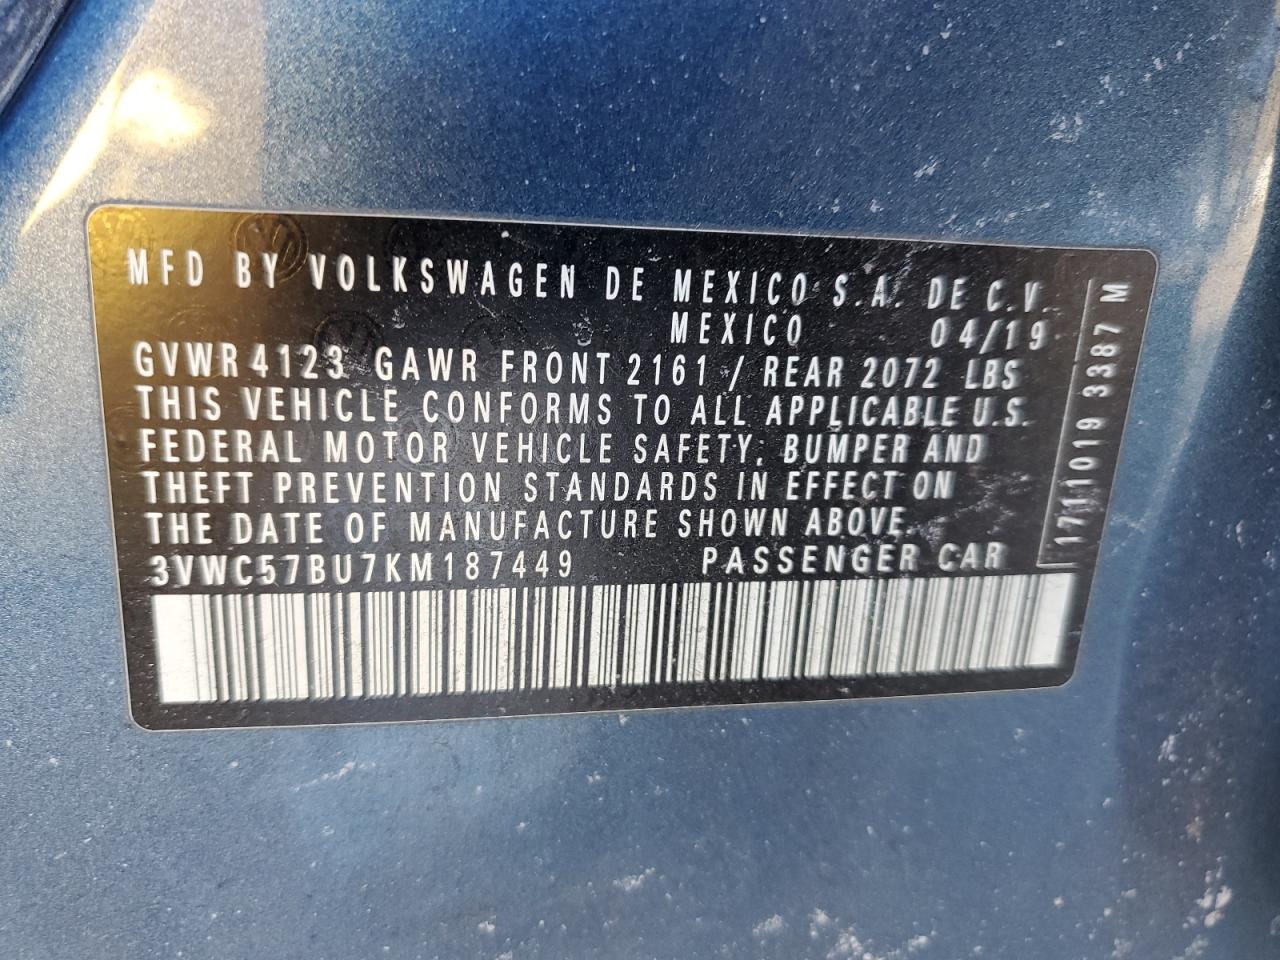 MFD BY VOLKSWAGEN DE MEXICO S.A. DE C.V.
MEXICO 04/19
GVWR 4123 GAWR FRONT 2161 / REAR 2072 LBS
THIS VEHICLE CONFORMS TO ALL APPLICABLE U.S.
FEDERAL MOTOR VEHICLE SAFETY, BUMPER AND
THEFT PREVENTION STANDARDS IN EFFECT ON
THE DATE OF MANUFACTURE SHOWN ABOVE.
3VWC57BU7KM187449 PASSENGER CAR
1711019 3387 M